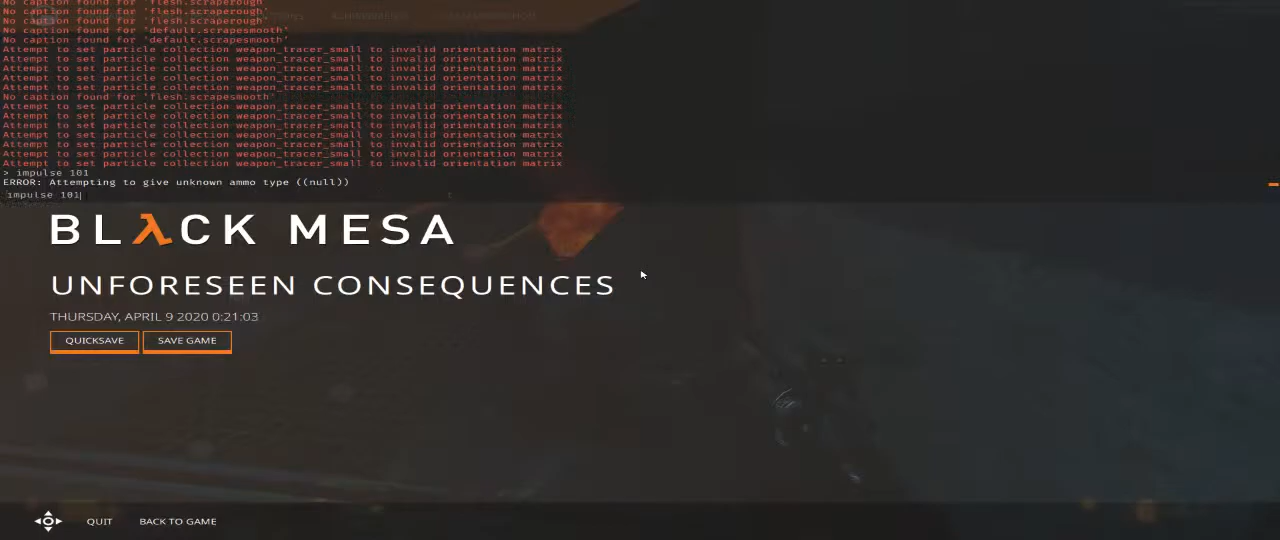 No caption found for 'flesh.scraperough'
No caption found for 'flesh.scraperough'
No caption found for 'flesh.scraperough'
No caption found for 'default.scrapesmooth'
Attempt to set particle collection weapon_tracer_small to invalid orientation matrix
Attempt to set particle collection weapon_tracer_small to invalid orientation matrix
Attempt to set particle collection weapon_tracer_small to invalid orientation matrix
Attempt to set particle collection weapon_tracer_small to invalid orientation matrix
Attempt to set particle collection weapon_tracer_small to invalid orientation matrix
No caption found for 'flesh.scrapesmooth'
Attempt to set particle collection weapon_tracer_small to invalid orientation matrix
Attempt to set particle collection weapon_tracer_small to invalid orientation matrix
Attempt to set particle collection weapon_tracer_small to invalid orientation matrix
Attempt to set particle collection weapon_tracer_small to invalid orientation matrix
Attempt to set particle collection weapon_tracer_small to invalid orientation matrix
Attempt to set particle collection weapon_tracer_small to invalid orientation matrix
Attempt to set particle collection weapon_tracer_small to invalid orientation matrix
> impulse 101
ERROR: Attempting to give unknown ammo type ((null))
impulse 101
BLλCK MESA
UNFORESEEN CONSEQUENCES
THURSDAY, APRIL 9 2020 0:21:03
QUICKSAVE SAVE GAME
QUIT BACK TO GAME